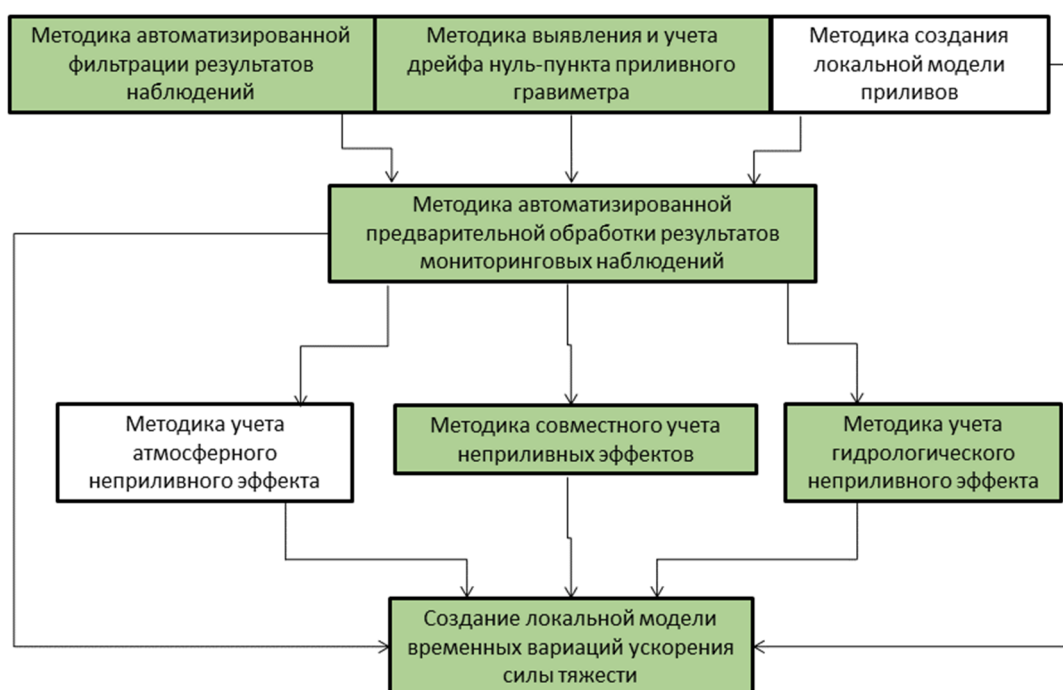 Методика автоматизированной
фильтрации результатов
наблюдений
Методика выявления и учета
дрейфа нуль-пункта приливного
гравиметра
Методика создания
локальной модели
приливов
Методика автоматизированной
предварительной обработки результатов
мониторинговых наблюдений
Методика учета
атмосферного
неприливного эффекта
Методика совместного учета
неприливных эффектов
Методика учета
гидрологического
неприливного эффекта
Создание локальной модели
временных вариаций ускорения
силы тяжести